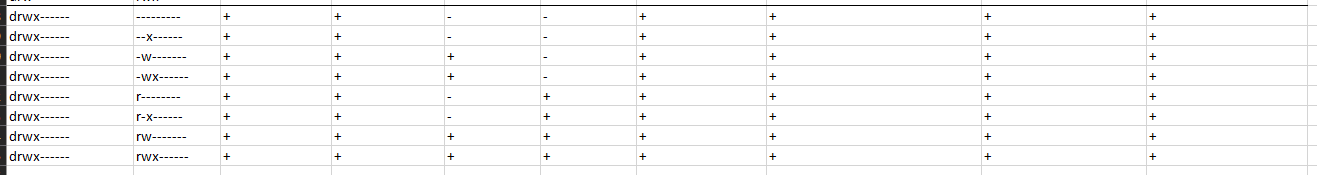 drwx------ --------- + + - - + + + +
drwx------ --x------ + + - - + + + +
drwx------ -w------- + + + - + + + +
drwx------ -wx------ + + + - + + + +
drwx------ r-------- + + - + + + + +
drwx------ r-x------ + + - + + + + +
drwx------ rw------- + + + + + + + +
drwx------ rwx------ + + + + + + + +